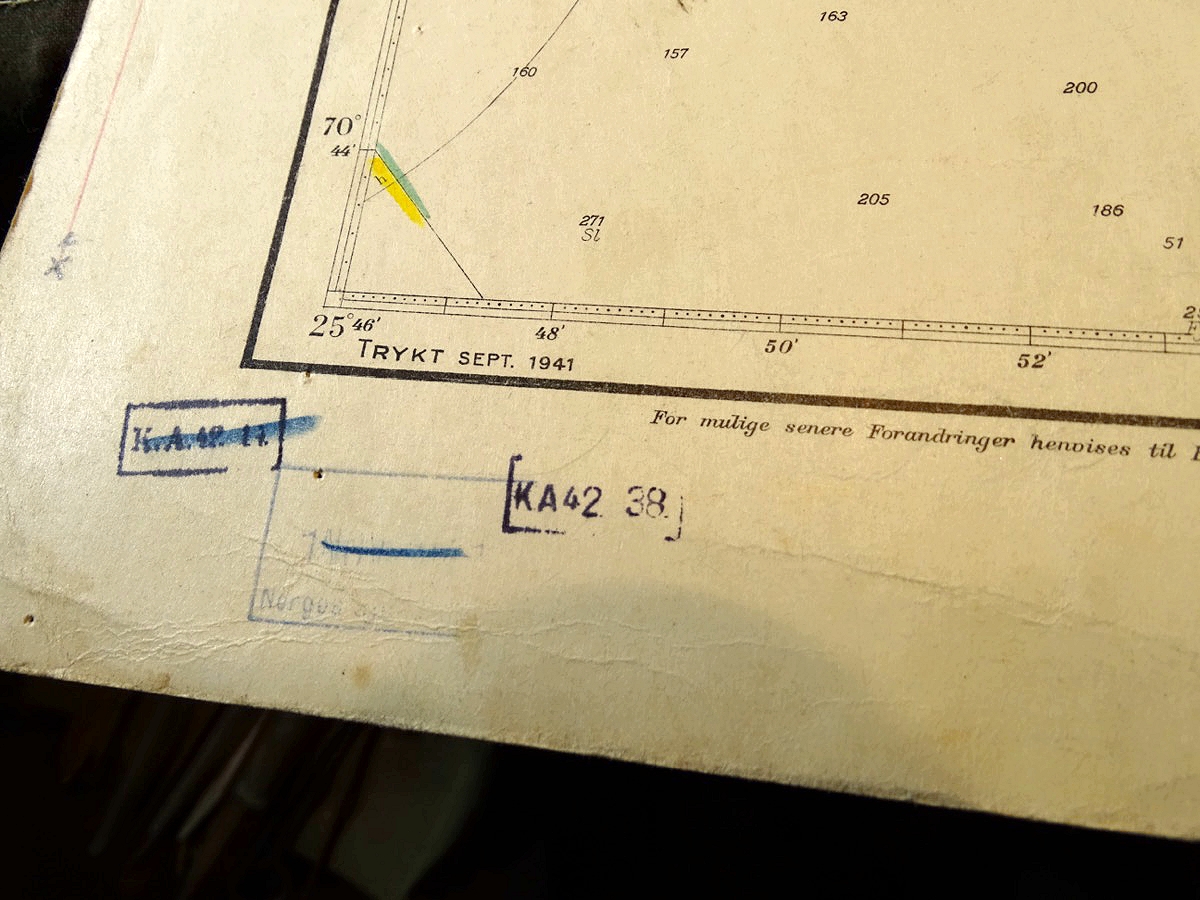 163
157
160
200
70°
44'
205
271
Sl
186
51
25°46'
48'
50'
52'
TRYKT SEPT. 1941
For mulige senere Forandringer henvises til
K.A.42
KA42 38.
Norges